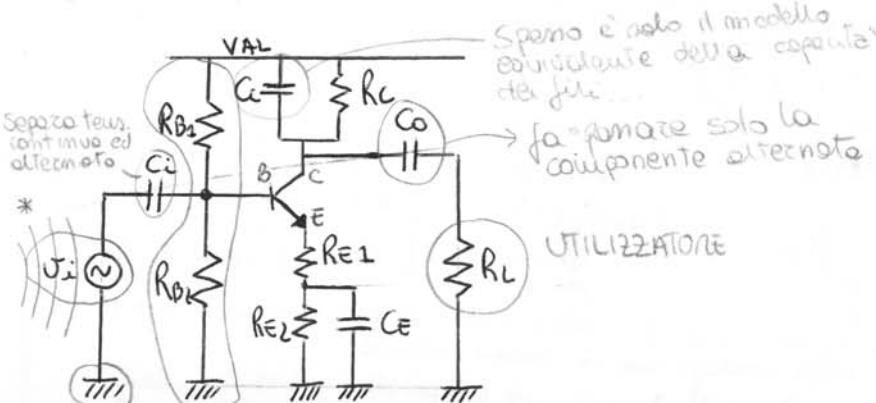 VAL
Spesso è solo il modello
equivalente della capacità
dei fili...
Cc
RC
Co
fa passare solo la
componente alternata
Separa tens.
continua ed
alternata
RB1
Ci
B
C
E
*
vi
RE1
RB2
RL
UTILIZZATORE
RE2
CE